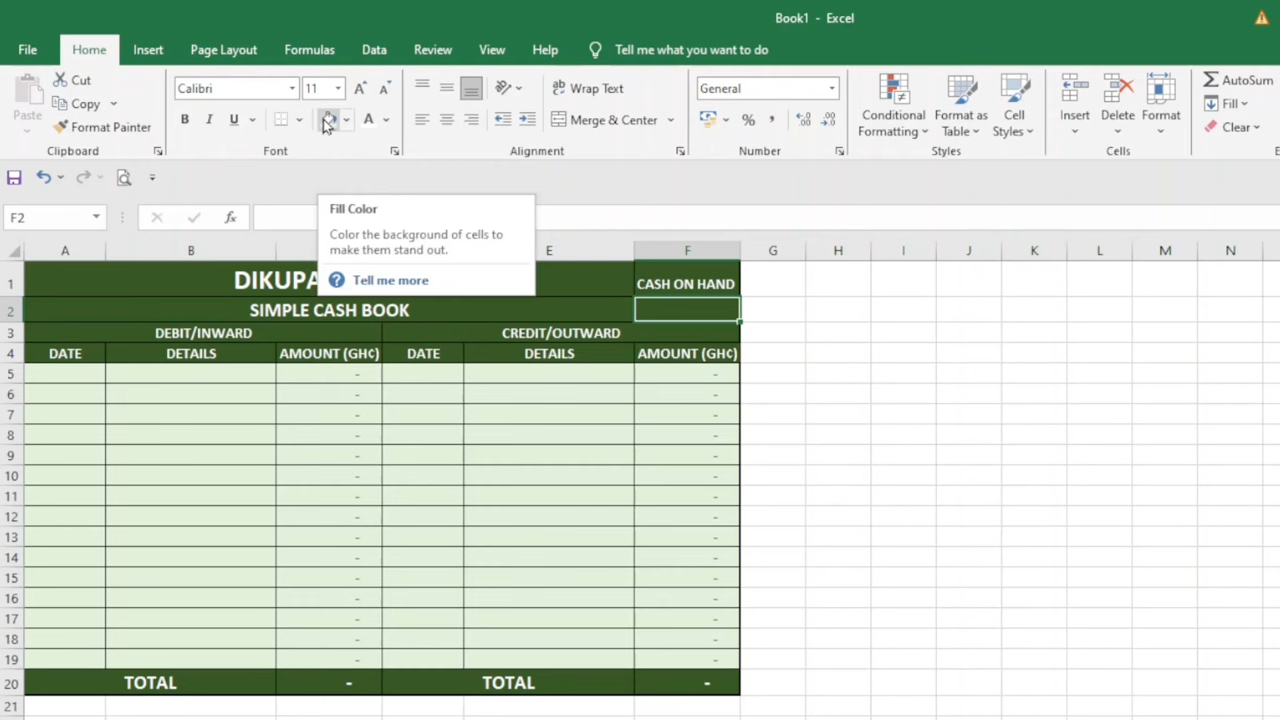 Book1 - Excel
File Home Insert Page Layout Formulas Data Review View Help Tell me what you want to do
Cut
Copy
Format Painter
Paste
Clipboard
Calibri 11
B I U A
Font
Wrap Text
Merge & Center
Alignment
General
%
Number
Conditional Formatting
Format as Table
Cell Styles
Styles
Insert
Delete
Format
Cells
AutoSum
Fill
Clear
F2
fx
Fill Color
Color the background of cells to
make them stand out.
Tell me more
A B E F G H I J K L M N
1 CASH ON HAND
2 SIMPLE CASH BOOK
3 DEBIT/INWARD CREDIT/OUTWARD
4 DATE DETAILS AMOUNT (GH¢) DATE DETAILS AMOUNT (GH¢)
5 - -
6 - -
7 - -
8 - -
9 - -
10 - -
11 - -
12 - -
13 - -
14 - -
15 - -
16 - -
17 - -
18 - -
19 - -
20 TOTAL - TOTAL -
21